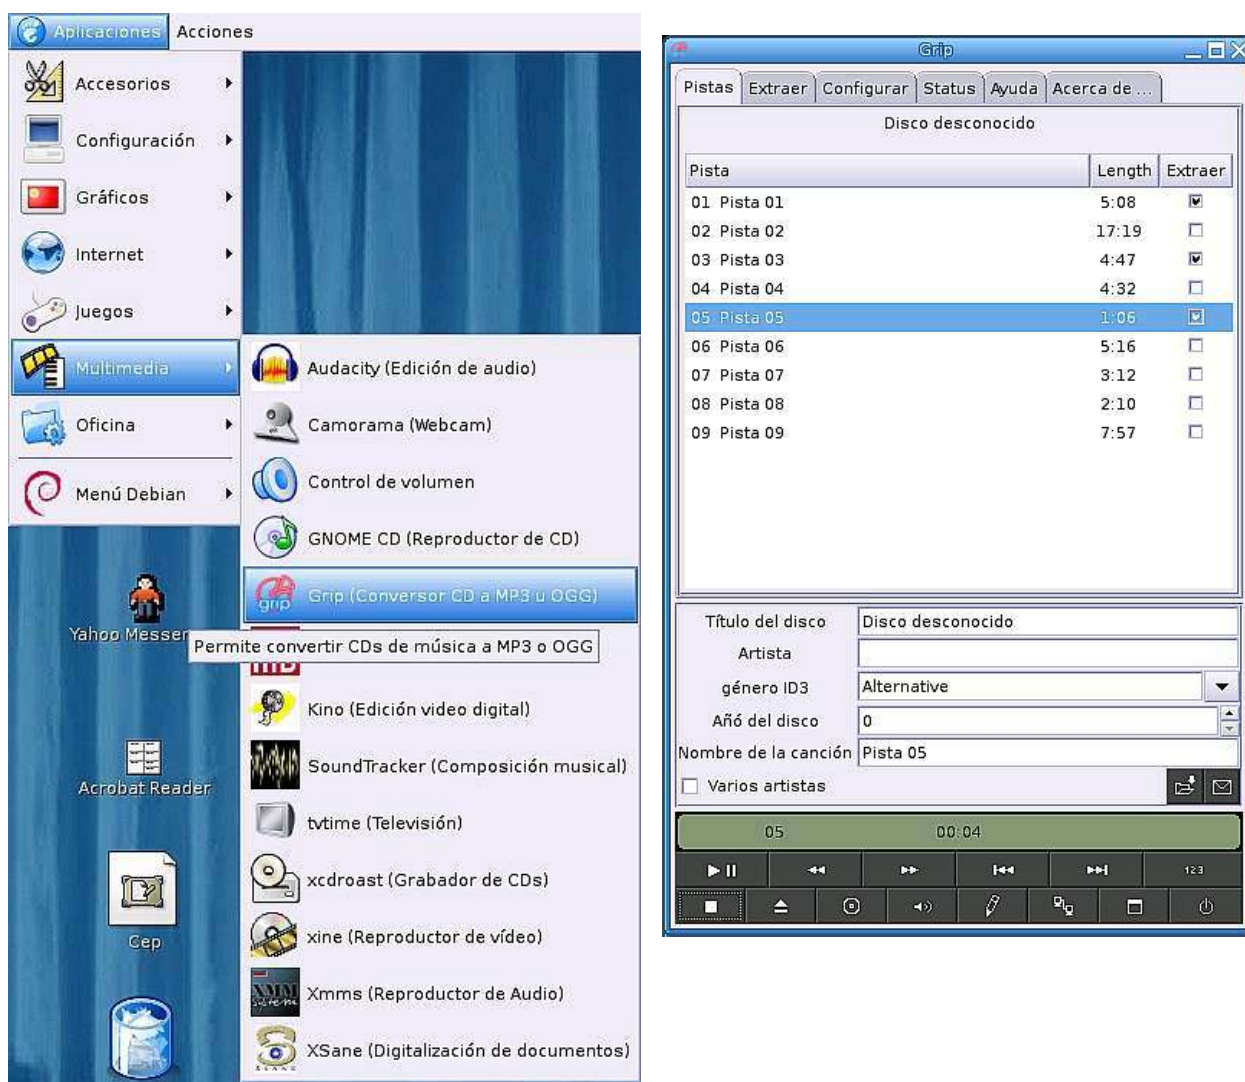 Aplicaciones Acciones
Accesorios
Configuración
Gráficos
Internet
Juegos
Multimedia
Oficina
Menú Debian
Audacity (Edición de audio)
Camorama (Webcam)
Control de volumen
GNOME CD (Reproductor de CD)
grip Grip (Conversor CD a MP3 u OGG)
Permite convertir CDs de música a MP3 o OGG
Kino (Edición video digital)
SoundTracker (Composición musical)
tvtime (Televisión)
xcdroast (Grabador de CDs)
xine (Reproductor de vídeo)
Xmms (Reproductor de Audio)
XSane (Digitalización de documentos)
Yahoo Messen
Acrobat Reader
Cep
Grip
Pistas Extraer Configurar Status Ayuda Acerca de ...
Disco desconocido
Pista Length Extraer
01 Pista 01 5:08
02 Pista 02 17:19
03 Pista 03 4:47
04 Pista 04 4:32
05 Pista 05 1:06
06 Pista 06 5:16
07 Pista 07 3:12
08 Pista 08 2:10
09 Pista 09 7:57
Título del disco Disco desconocido
Artista
género ID3 Alternative
Añó del disco 0
Nombre de la canción Pista 05
Varios artistas
05 00:04
123